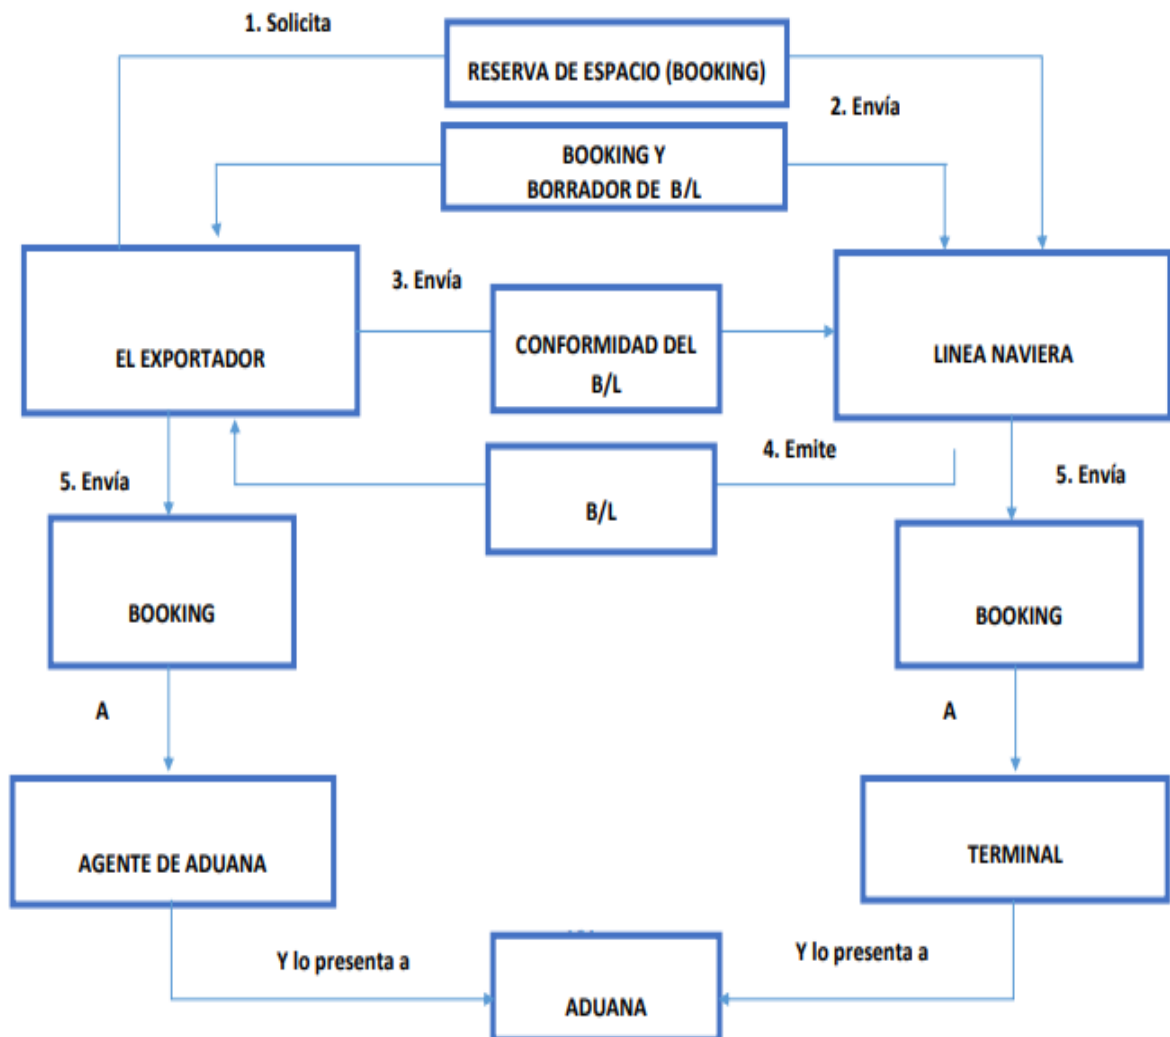 1. Solicita
RESERVA DE ESPACIO (BOOKING)
2. Envía
BOOKING Y
BORRADOR DE B/L
3. Envía
EL EXPORTADOR
CONFORMIDAD DEL
B/L
LINEA NAVIERA
4. Emite
5. Envía
B/L
5. Envía
BOOKING
BOOKING
A
A
AGENTE DE ADUANA
TERMINAL
Y lo presenta a
Y lo presenta a
ADUANA